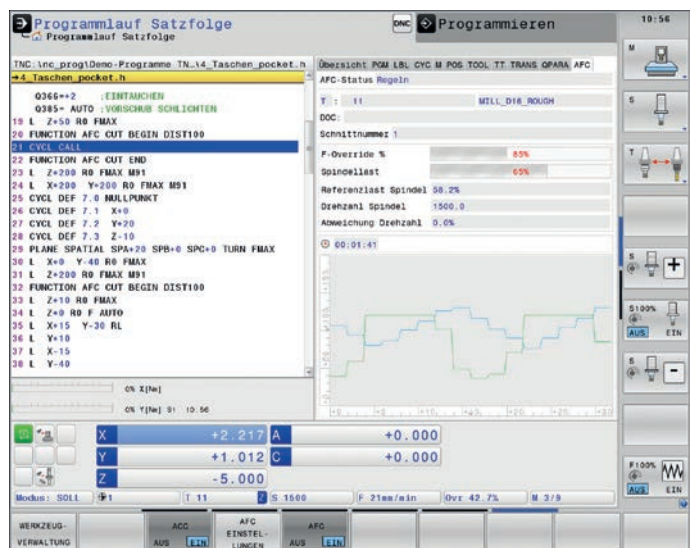 Programmlauf Satzfolge
Programmlauf Satzfolge
DNC
Programmieren
10:56
TNC:\nc_prog\Demo-Programme TN…\4_Taschen_pocket.h
→4_Taschen_pocket.h
Q366=+2 ;EINTAUCHEN
Q385= AUTO ;VORSCHUB SCHLICHTEN
19 L Z+50 R0 FMAX
20 FUNCTION AFC CUT BEGIN DIST100
21 CYCL CALL
22 FUNCTION AFC CUT END
23 L Z+200 R0 FMAX M91
24 L X+200 Y+200 R0 FMAX M91
25 CYCL DEF 7.0 NULLPUNKT
26 CYCL DEF 7.1 X+0
27 CYCL DEF 7.2 Y+20
28 CYCL DEF 7.3 Z-10
29 PLANE SPATIAL SPA+20 SPB+0 SPC+0 TURN FMAX
30 L X+0 Y-40 R0 FMAX
31 L Z+200 R0 FMAX M91
32 FUNCTION AFC CUT BEGIN DIST100
33 L Z+10 R0 FMAX
34 L Z+0 R0 F AUTO
35 L X+15 Y-30 RL
36 L Y+10
37 L X-15
38 L Y-40
0% X[Nm]
0% Y[Nm] S1 10:56
Übersicht PGM LBL CYC M POS TOOL TT TRANS QPARA AFC
AFC-Status Regeln
T : 11 MILL_D16_ROUGH
DOC:
Schnittnummer 1
F-Override % 85%
Spindellast 65%
Referenzlast Spindel 58.2%
Drehzahl Spindel 1500.0
Abweichung Drehzahl 0.0%
00:01:41
X +2.217 A +0.000
Y +1.012 C +0.000
Z -5.000
Modus: SOLL 1 T 11 Z S 1500 F 21mm/min Ovr 42.7% M 3/9
WERKZEUG-
VERWALTUNG
ACC
AUS EIN
AFC
EINSTEL-
LUNGEN
AFC
AUS EIN
M
S
T
S
+
S100%
AUS EIN
S
-
F100%
AUS EIN